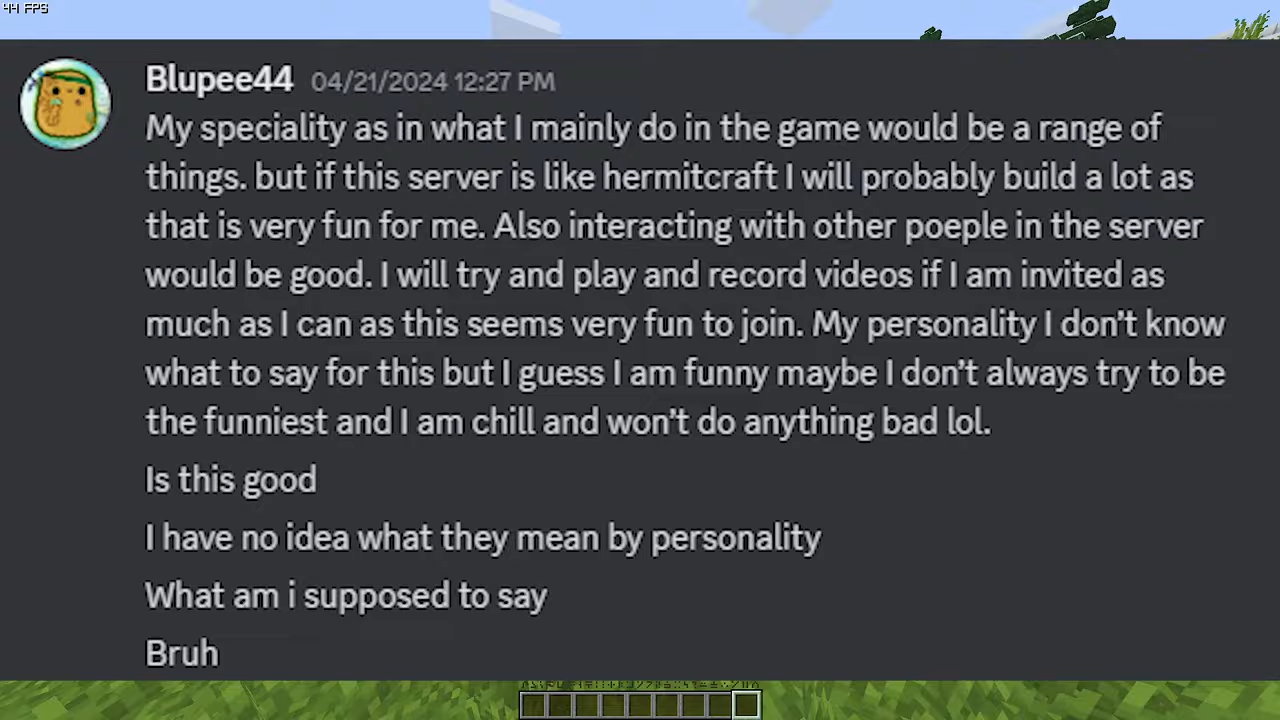 44 FPS
Blupee44 04/21/2024 12:27 PM
My speciality as in what I mainly do in the game would be a range of
things. but if this server is like hermitcraft I will probably build a lot as
that is very fun for me. Also interacting with other poeple in the server
would be good. I will try and play and record videos if I am invited as
much as I can as this seems very fun to join. My personality I don't know
what to say for this but I guess I am funny maybe I don't always try to be
the funniest and I am chill and won't do anything bad lol.
Is this good
I have no idea what they mean by personality
What am i supposed to say
Bruh